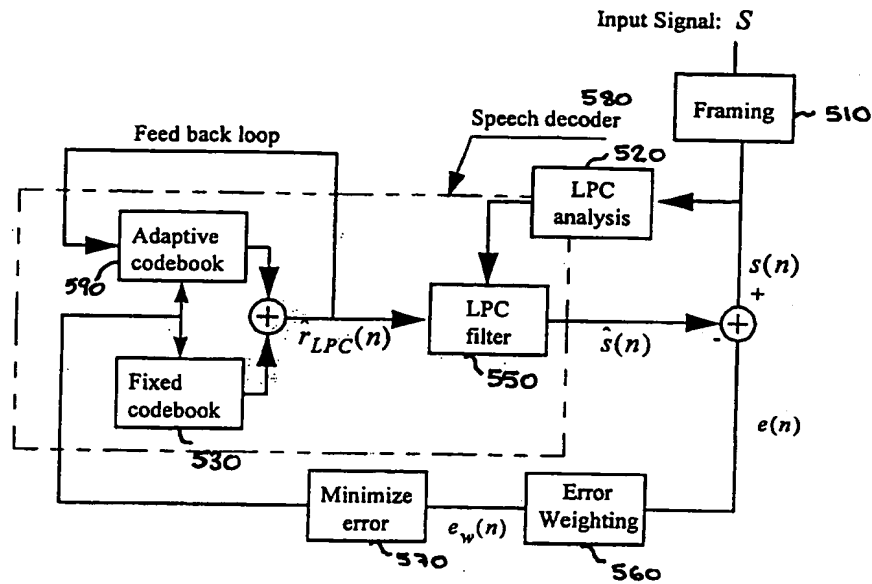 Input Signal: S
Framing
510
Feed back loop
Speech decoder
580
520
LPC
analysis
Adaptive
codebook
590
s(n)
+
+
r̂LPC(n)
LPC
filter
550
ŝ(n)
-
+
Fixed
codebook
530
e(n)
Minimize
error
570
ew(n)
Error
Weighting
560